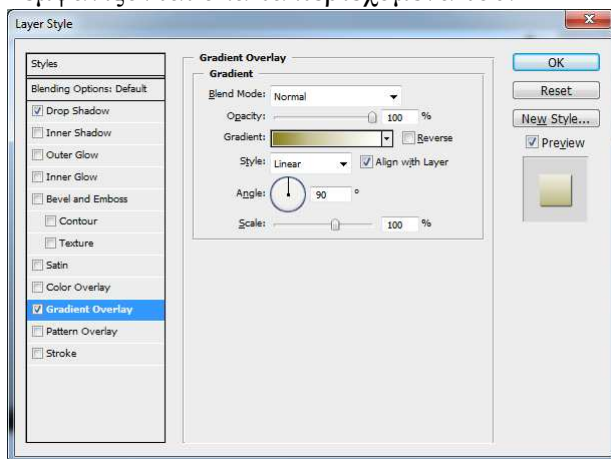 Layer Style
Styles
Blending Options: Default
Drop Shadow
Inner Shadow
Outer Glow
Inner Glow
Bevel and Emboss
Contour
Texture
Satin
Color Overlay
Gradient Overlay
Pattern Overlay
Stroke
Gradient Overlay
Gradient
Blend Mode: Normal
Opacity: 100 %
Gradient: Reverse
Style: Linear Align with Layer
Angle: 90 °
Scale: 100 %
OK
Reset
New Style...
Preview